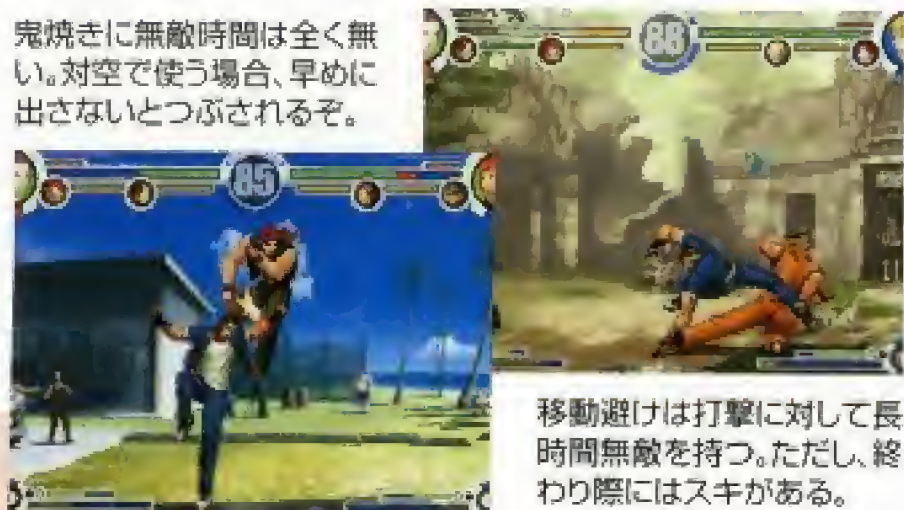 鬼焼きに無敵時間は全く無
い。対空で使う場合、早めに
出さないとつぶされるぞ。
88
85
移動避けは打撃に対して長
時間無敵を持つ。ただし、終
わり際にはスキがある。